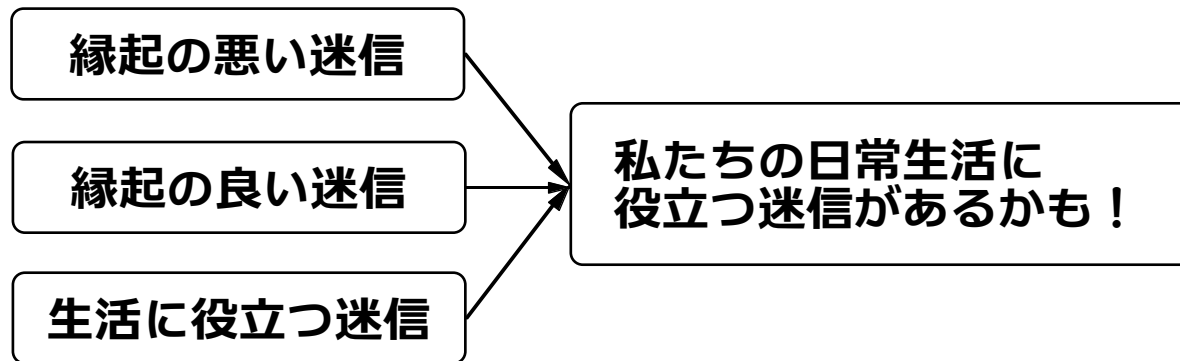 縁起の悪い迷信
縁起の良い迷信
生活に役立つ迷信
私たちの日常生活に
役立つ迷信があるかも！